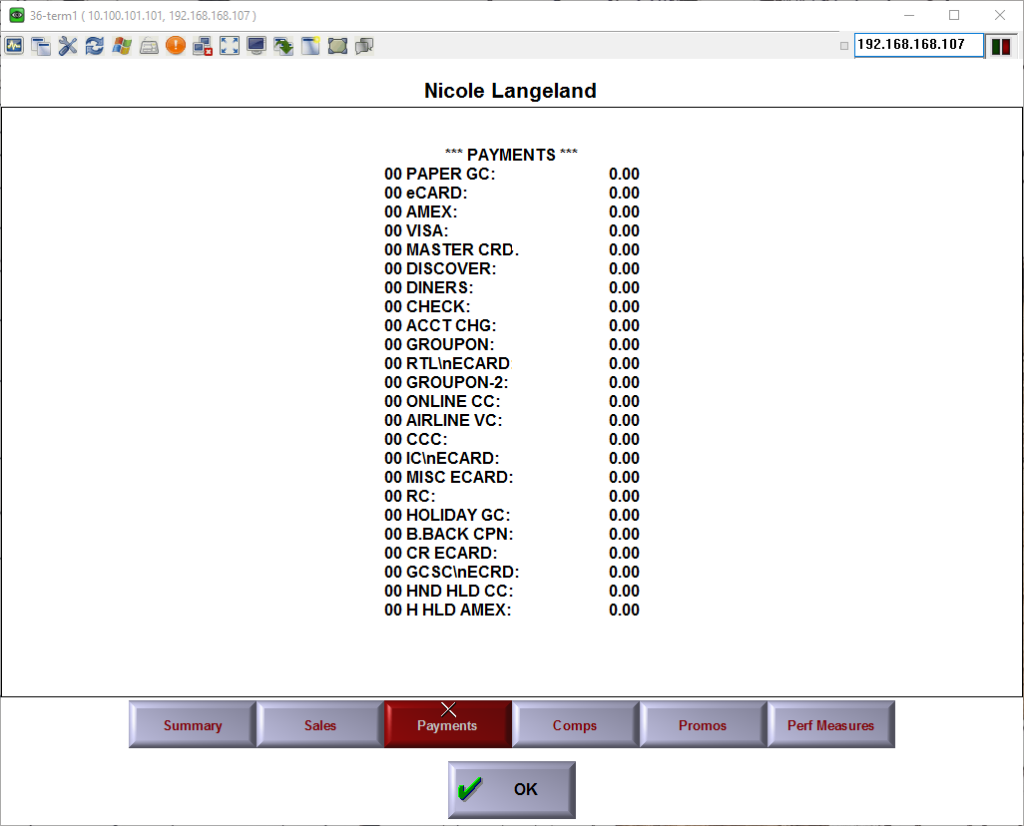 36-term1 ( 10.100.101.101, 192.168.168.107 )
192.168.168.107
Nicole Langeland
*** PAYMENTS ***
00 PAPER GC: 0.00
00 eCARD: 0.00
00 AMEX: 0.00
00 VISA: 0.00
00 MASTER CRD. 0.00
00 DISCOVER: 0.00
00 DINERS: 0.00
00 CHECK: 0.00
00 ACCT CHG: 0.00
00 GROUPON: 0.00
00 RTL\nECARD 0.00
00 GROUPON-2: 0.00
00 ONLINE CC: 0.00
00 AIRLINE VC: 0.00
00 CCC: 0.00
00 IC\nECARD: 0.00
00 MISC ECARD: 0.00
00 RC: 0.00
00 HOLIDAY GC: 0.00
00 B.BACK CPN: 0.00
00 CR ECARD: 0.00
00 GCSC\nECRD: 0.00
00 HND HLD CC: 0.00
00 H HLD AMEX: 0.00
Summary Sales Payments Comps Promos Perf Measures
OK